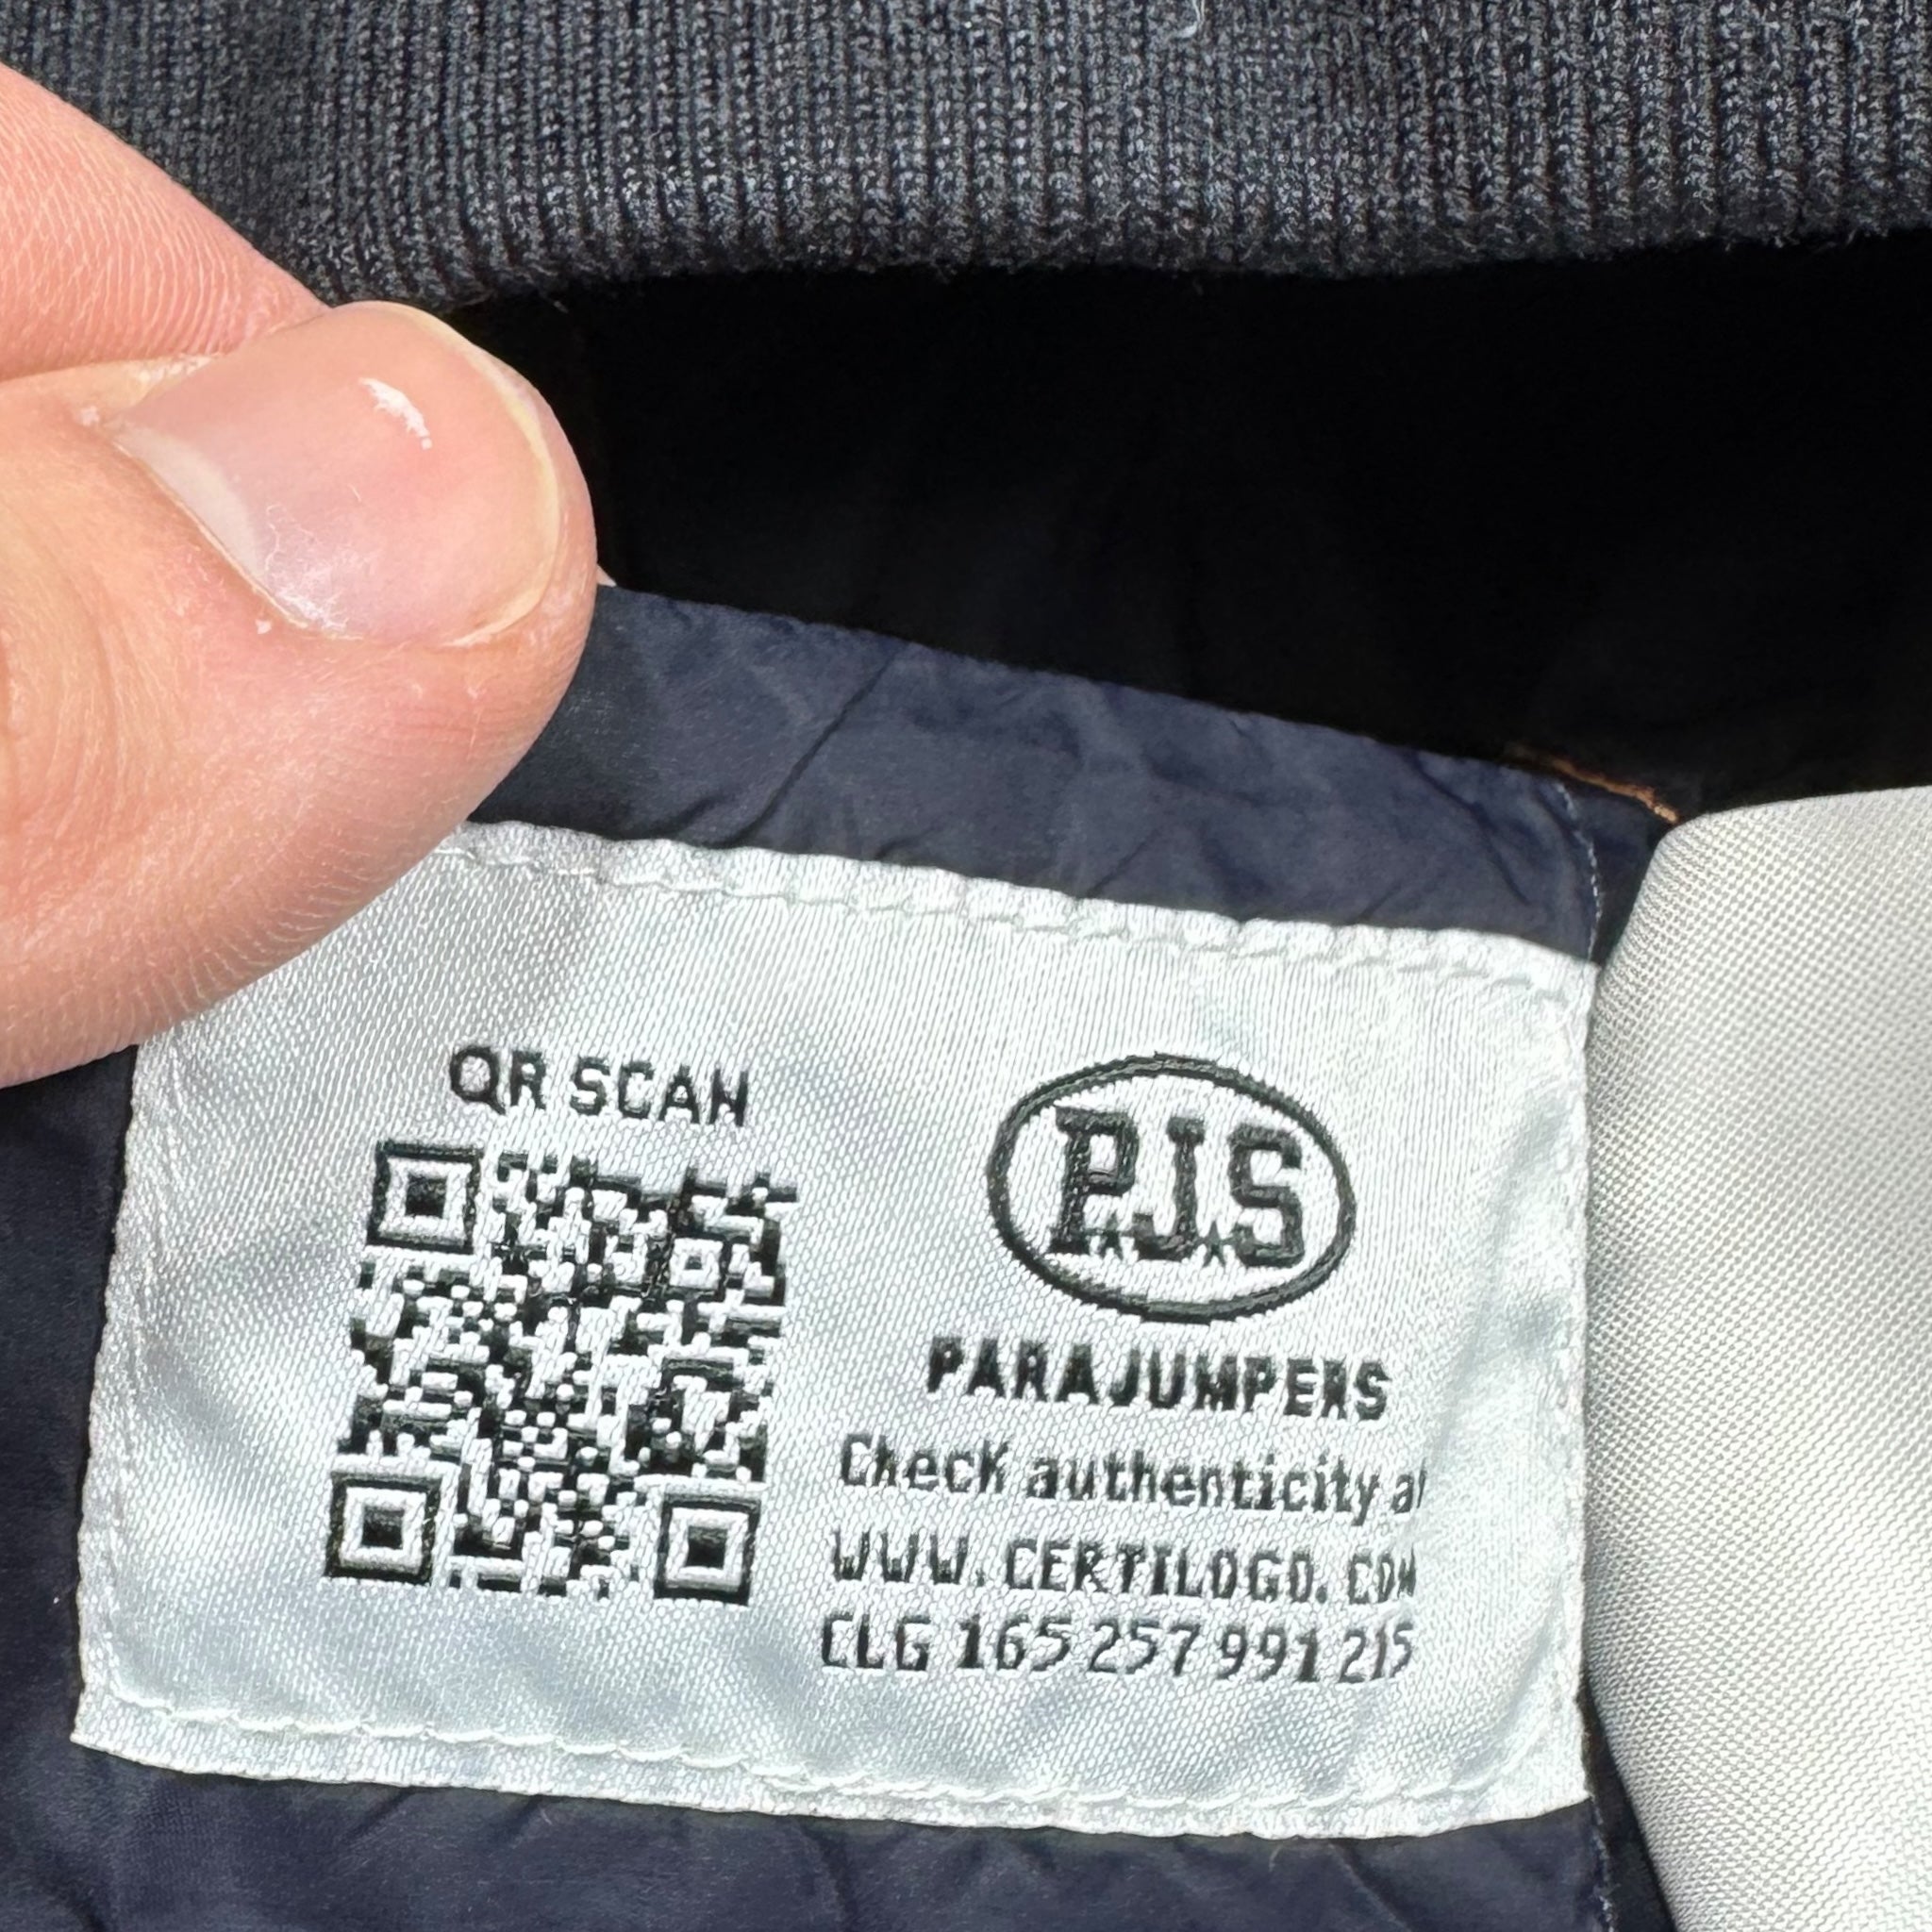 QR SCAN
P.J.S
PARAJUMPERS
Check authenticity at
WWW.CERTILOGO.COM
CLG 165 257 991 215